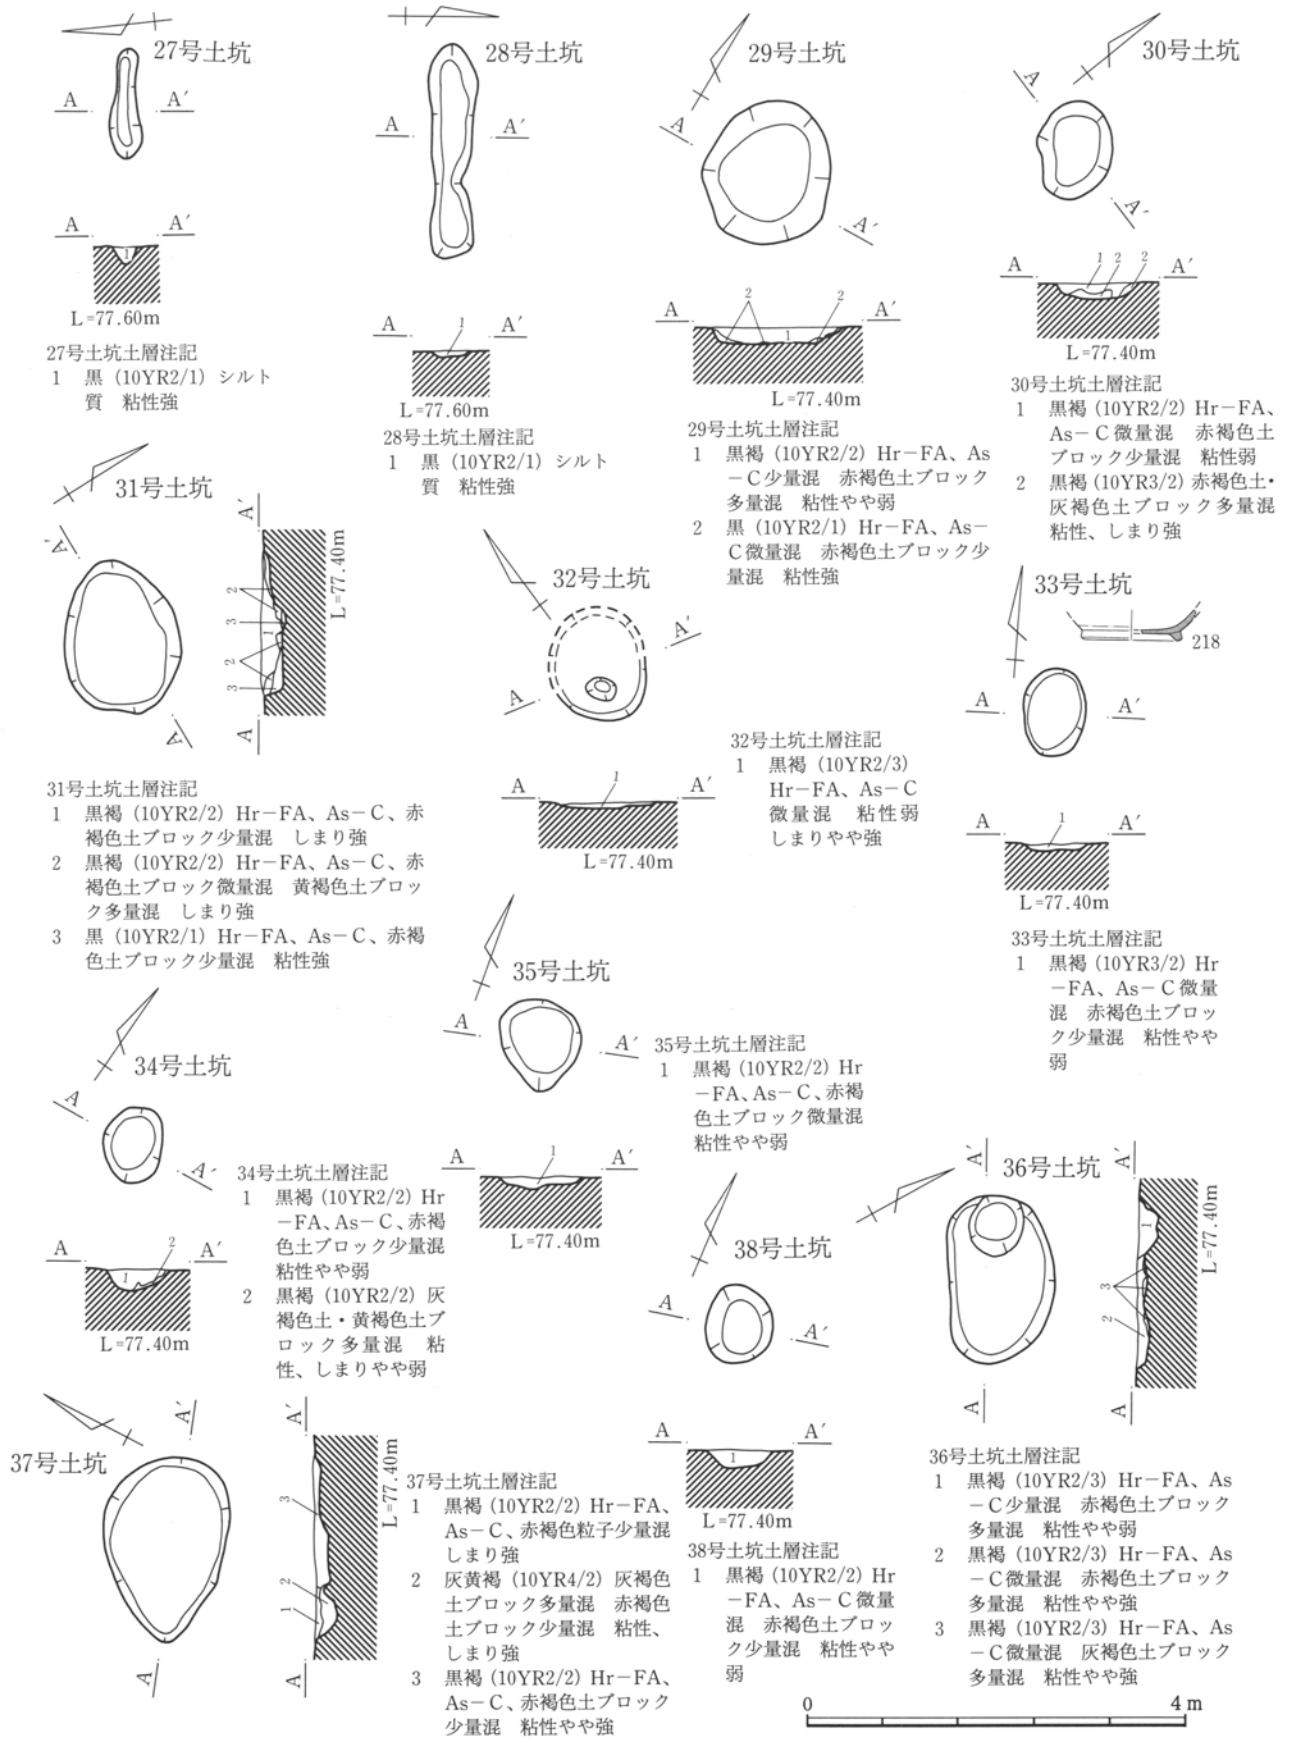 27号土坑
A A′
A A′
1
L=77.60m
27号土坑土層注記
1 黒（10YR2/1）シルト
質 粘性強
28号土坑
A A′
A A′
1
L=77.60m
28号土坑土層注記
1 黒（10YR2/1）シルト
質 粘性強
29号土坑
A
A′
2 2
A A′
1
L=77.40m
29号土坑土層注記
1 黒褐（10YR2/2）Hr－FA、As
－C少量混 赤褐色土ブロック
多量混 粘性やや弱
2 黒（10YR2/1）Hr－FA、As－
C微量混 赤褐色土ブロック少
量混 粘性強
30号土坑
A
A′
1 2 2
A A′
L=77.40m
30号土坑土層注記
1 黒褐（10YR2/2）Hr－FA、
As－C微量混 赤褐色土
ブロック少量混 粘性弱
2 黒褐（10YR3/2）赤褐色土・
灰褐色土ブロック多量混
粘性、しまり強
31号土坑
A′
A
A′
2
3
1
2
3
A
L=77.40m
31号土坑土層注記
1 黒褐（10YR2/2）Hr－FA、As－C、赤
褐色土ブロック少量混 しまり強
2 黒褐（10YR2/2）Hr－FA、As－C、赤
褐色土ブロック微量混 黄褐色土ブロッ
ク多量混 しまり強
3 黒（10YR2/1）Hr－FA、As－C、赤褐
色土ブロック少量混 粘性強
32号土坑
A′
A
A A′
1
L=77.40m
32号土坑土層注記
1 黒褐（10YR2/3）
Hr－FA、As－C
微量混 粘性弱
しまりやや強
33号土坑
218
A A′
A A′
1
L=77.40m
33号土坑土層注記
1 黒褐（10YR3/2）Hr
－FA、As－C微量
混 赤褐色土ブロッ
ク少量混 粘性やや
弱
34号土坑
A
A′
A A′
1 2
L=77.40m
34号土坑土層注記
1 黒褐（10YR2/2）Hr
－FA、As－C、赤褐
色土ブロック少量混
粘性やや弱
2 黒褐（10YR2/2）灰
褐色土・黄褐色土ブ
ロック多量混 粘
性、しまりやや弱
35号土坑
A A′
A A′
1
L=77.40m
35号土坑土層注記
1 黒褐（10YR2/2）Hr
－FA、As－C、赤褐
色土ブロック微量混
粘性やや弱
36号土坑
A′
A
A′
1
3
2
A
L=77.40m
36号土坑土層注記
1 黒褐（10YR2/3）Hr－FA、As
－C少量混 赤褐色土ブロック
多量混 粘性やや弱
2 黒褐（10YR2/3）Hr－FA、As
－C微量混 赤褐色土ブロック
多量混 粘性やや強
3 黒褐（10YR2/3）Hr－FA、As
－C微量混 灰褐色土ブロック
多量混 粘性やや強
37号土坑
A′
A
A′
3
2
1
A
L=77.40m
37号土坑土層注記
1 黒褐（10YR2/2）Hr－FA、
As－C、赤褐色粒子少量混
しまり強
2 灰黄褐（10YR4/2）灰褐色
土ブロック多量混 赤褐色
土ブロック少量混 粘性、
しまり強
3 黒褐（10YR2/2）Hr－FA、
As－C、赤褐色土ブロック
少量混 粘性やや強
38号土坑
A A′
A A′
1
L=77.40m
38号土坑土層注記
1 黒褐（10YR2/2）Hr
－FA、As－C微量
混 赤褐色土ブロッ
ク少量混 粘性やや
弱
0 4m